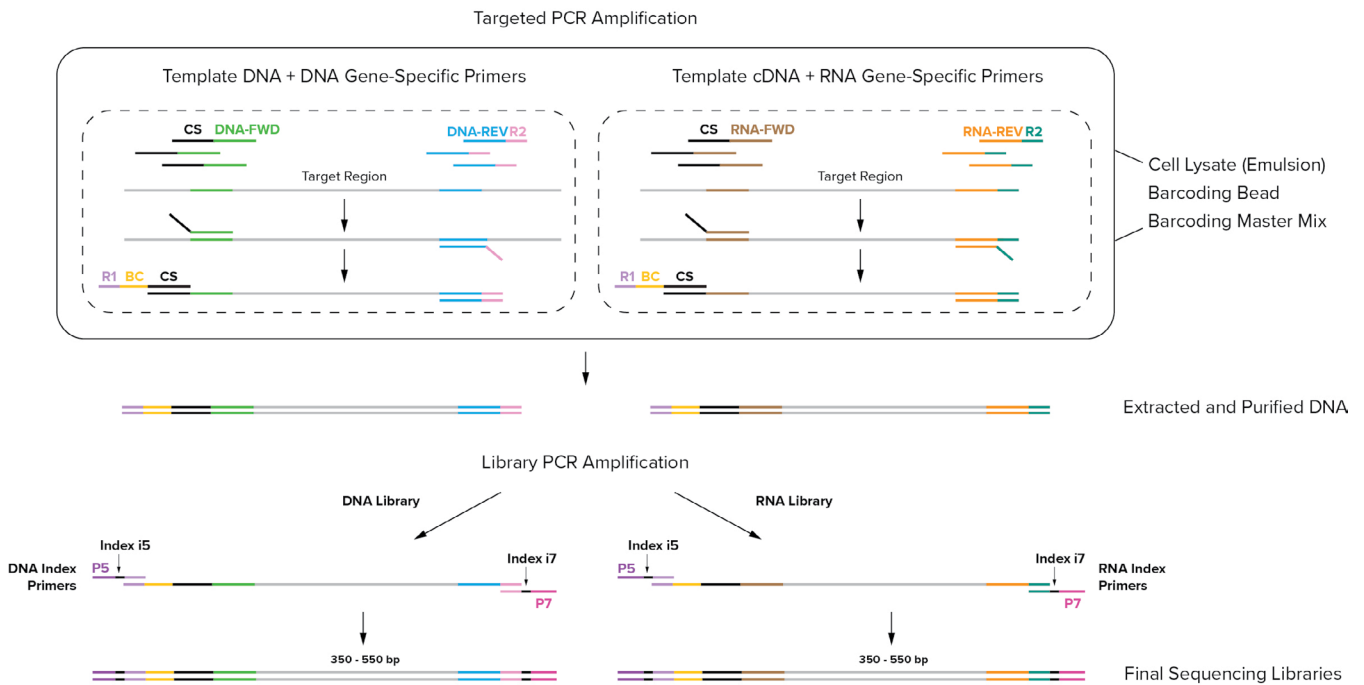 Targeted PCR Amplification
Template DNA + DNA Gene-Specific Primers
Template cDNA + RNA Gene-Specific Primers
CS DNA-FWD
DNA-REV R2
CS RNA-FWD
RNA-REV R2
Target Region
Target Region
Cell Lysate (Emulsion)
Barcoding Bead
Barcoding Master Mix
R1 BC CS
R1 BC CS
Extracted and Purified DNA
Library PCR Amplification
DNA Library
RNA Library
Index i5
Index i7
Index i5
Index i7
DNA Index
Primers
P5
P7
P5
P7
RNA Index
Primers
350 - 550 bp
350 - 550 bp
Final Sequencing Libraries